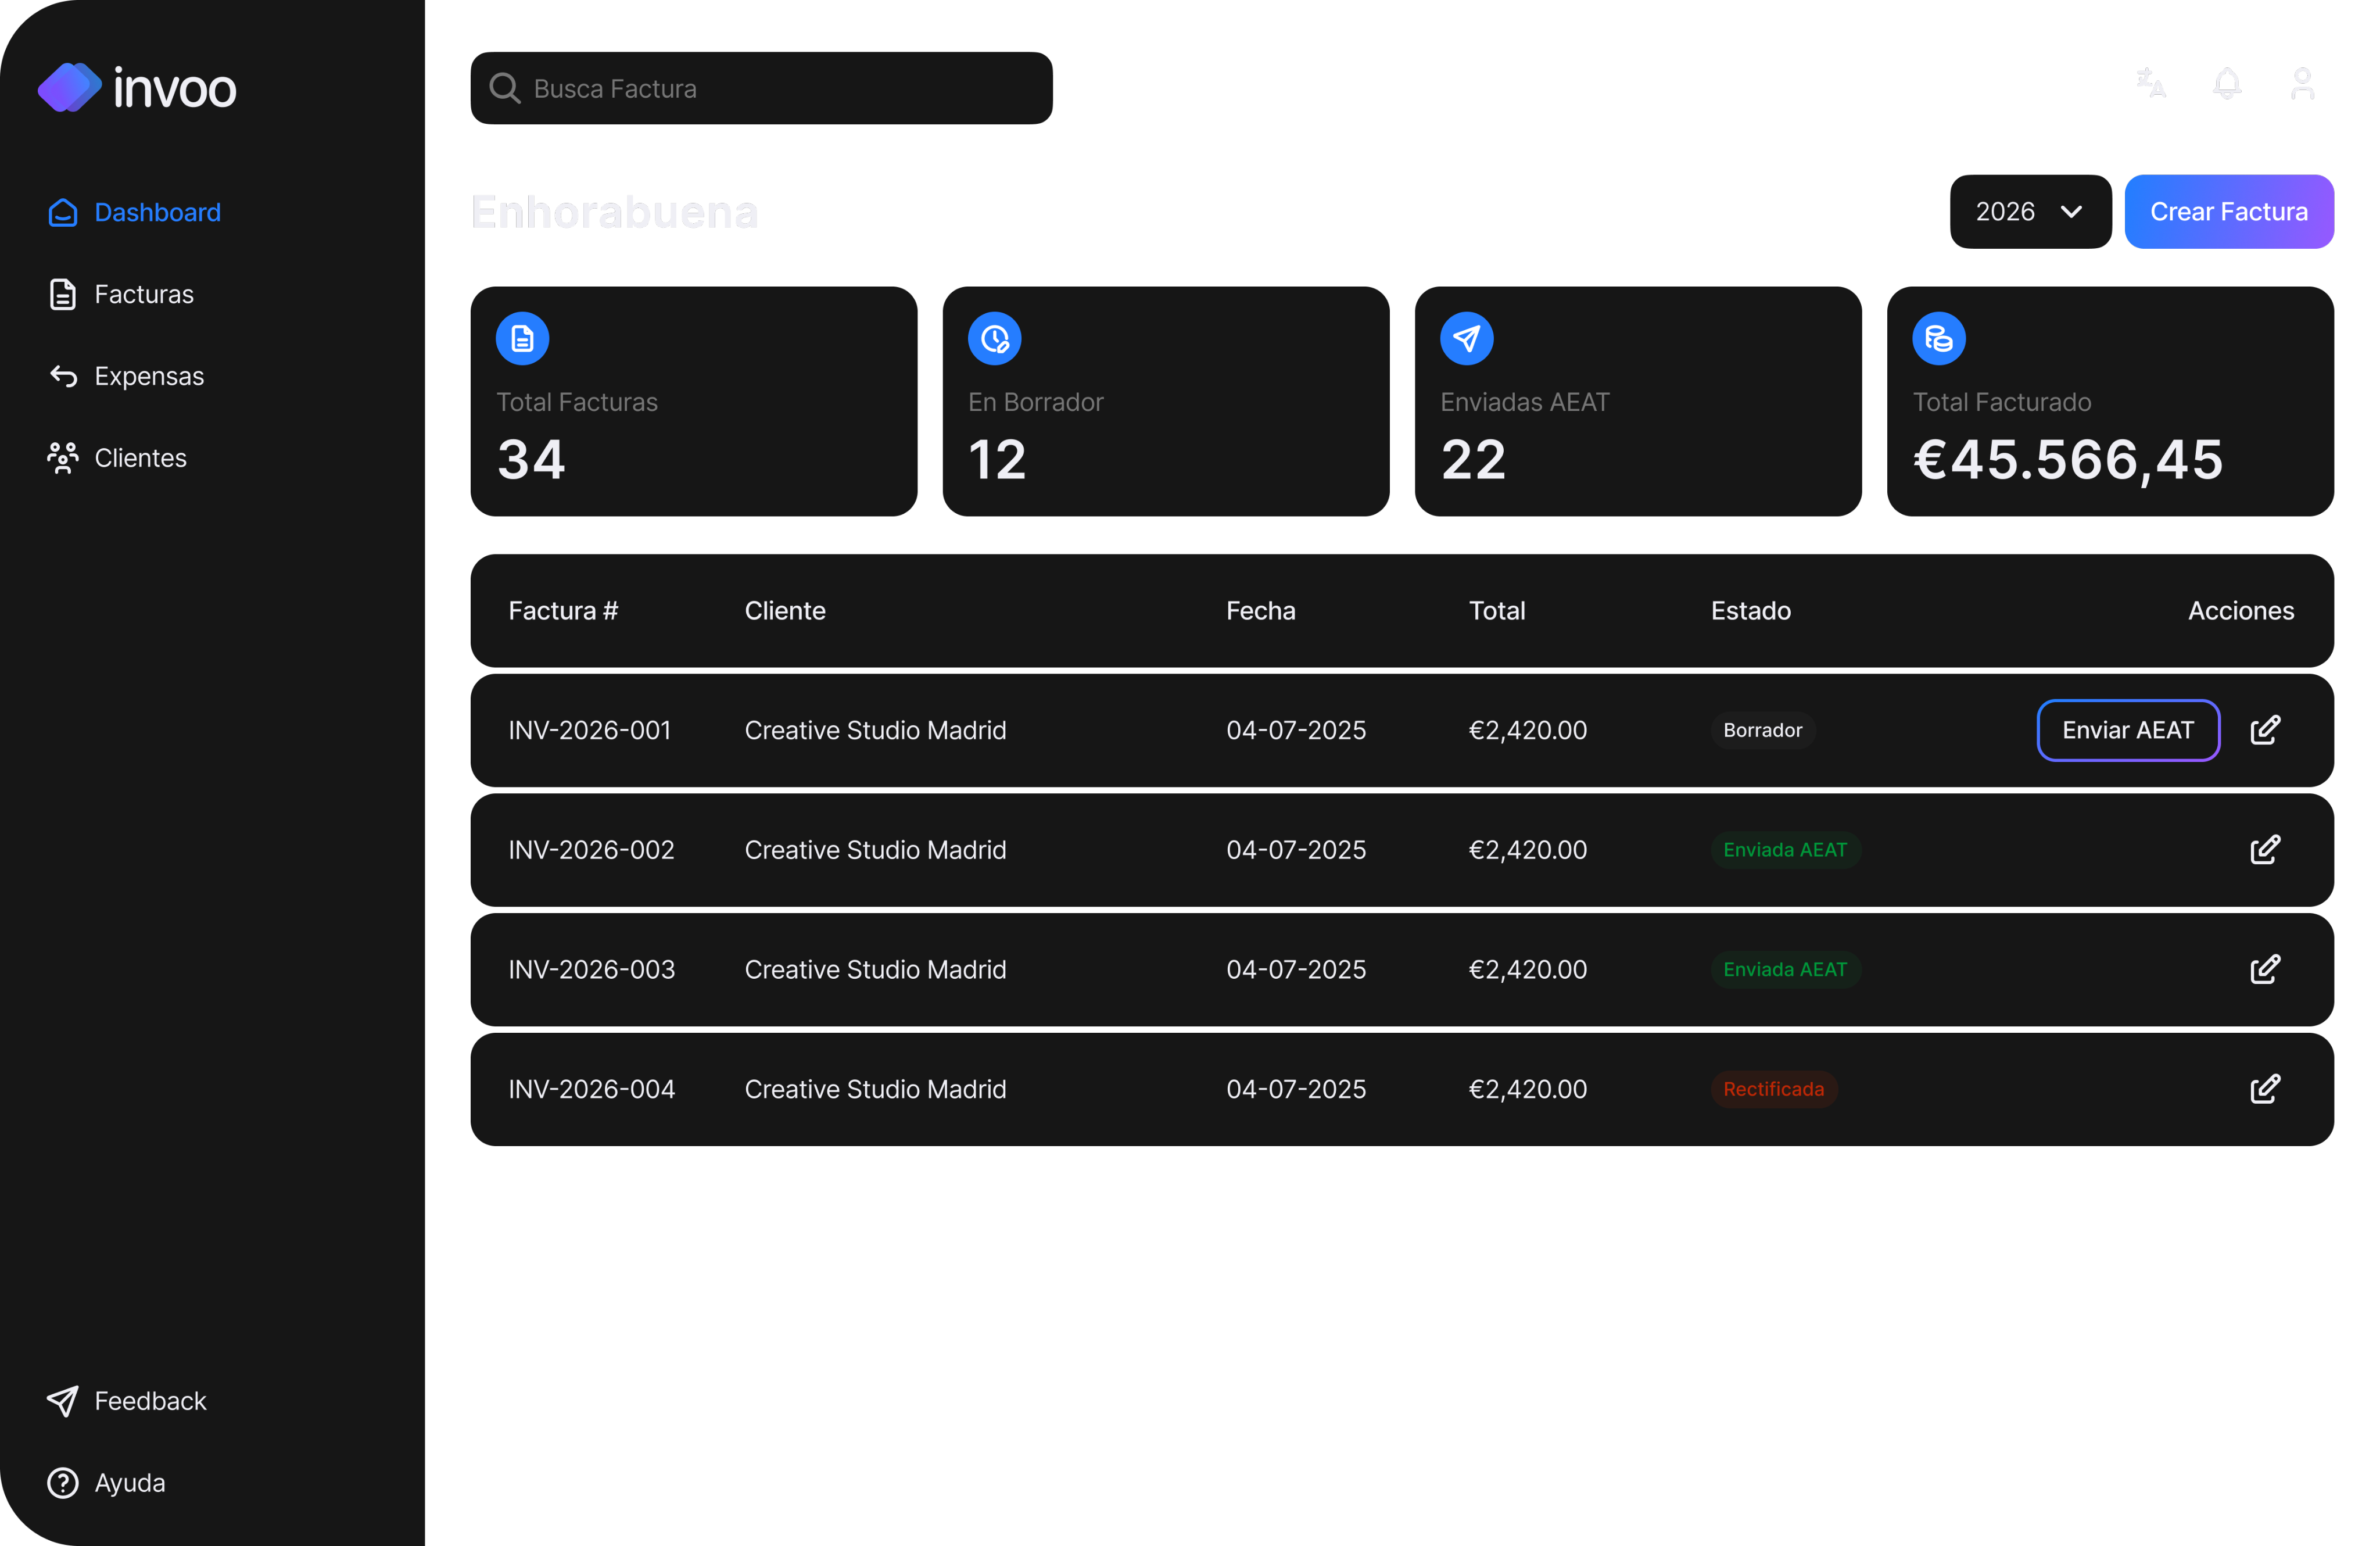 invoo
Busca Factura
Dashboard
Facturas
Expensas
Clientes
Feedback
Ayuda
Enhorabuena
2026
Crear Factura
Total Facturas
34
En Borrador
12
Enviadas AEAT
22
Total Facturado
€45.566,45
Factura # Cliente Fecha Total Estado Acciones
INV-2026-001 Creative Studio Madrid 04-07-2025 €2,420.00 Borrador Enviar AEAT
INV-2026-002 Creative Studio Madrid 04-07-2025 €2,420.00 Enviada AEAT
INV-2026-003 Creative Studio Madrid 04-07-2025 €2,420.00 Enviada AEAT
INV-2026-004 Creative Studio Madrid 04-07-2025 €2,420.00 Rectificada